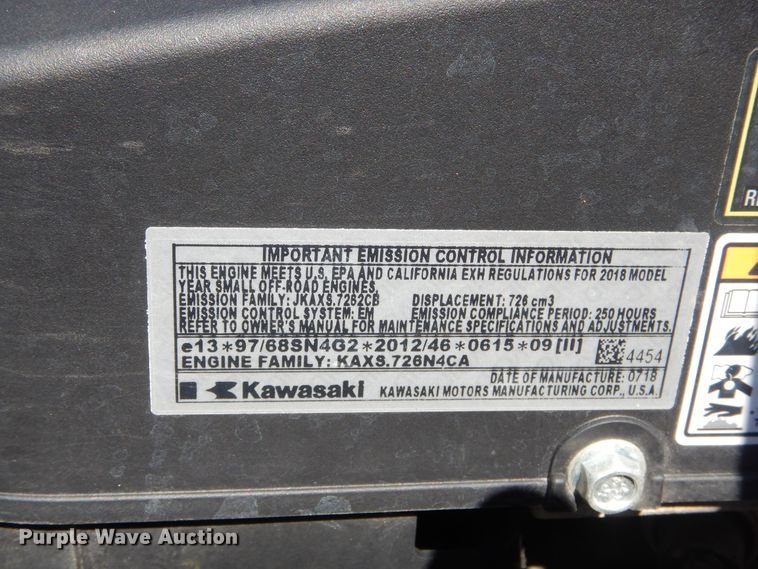 IMPORTANT EMISSION CONTROL INFORMATION
THIS ENGINE MEETS U.S. EPA AND CALIFORNIA EXH REGULATIONS FOR 2018 MODEL
YEAR SMALL OFF-ROAD ENGINES.
EMISSION FAMILY: JKAXS.7262CB DISPLACEMENT: 726 cm3
EMISSION CONTROL SYSTEM: EM EMISSION COMPLIANCE PERIOD: 250 HOURS
REFER TO OWNER'S MANUAL FOR MAINTENANCE SPECIFICATIONS AND ADJUSTMENTS.
e13*97/68SN4G2*2012/46*0615*09[II] 4454
ENGINE FAMILY: KAXS.726N4CA
DATE OF MANUFACTURE: 07/18
Kawasaki KAWASAKI MOTORS MANUFACTURING CORP., U.S.A.
Purple Wave Auction